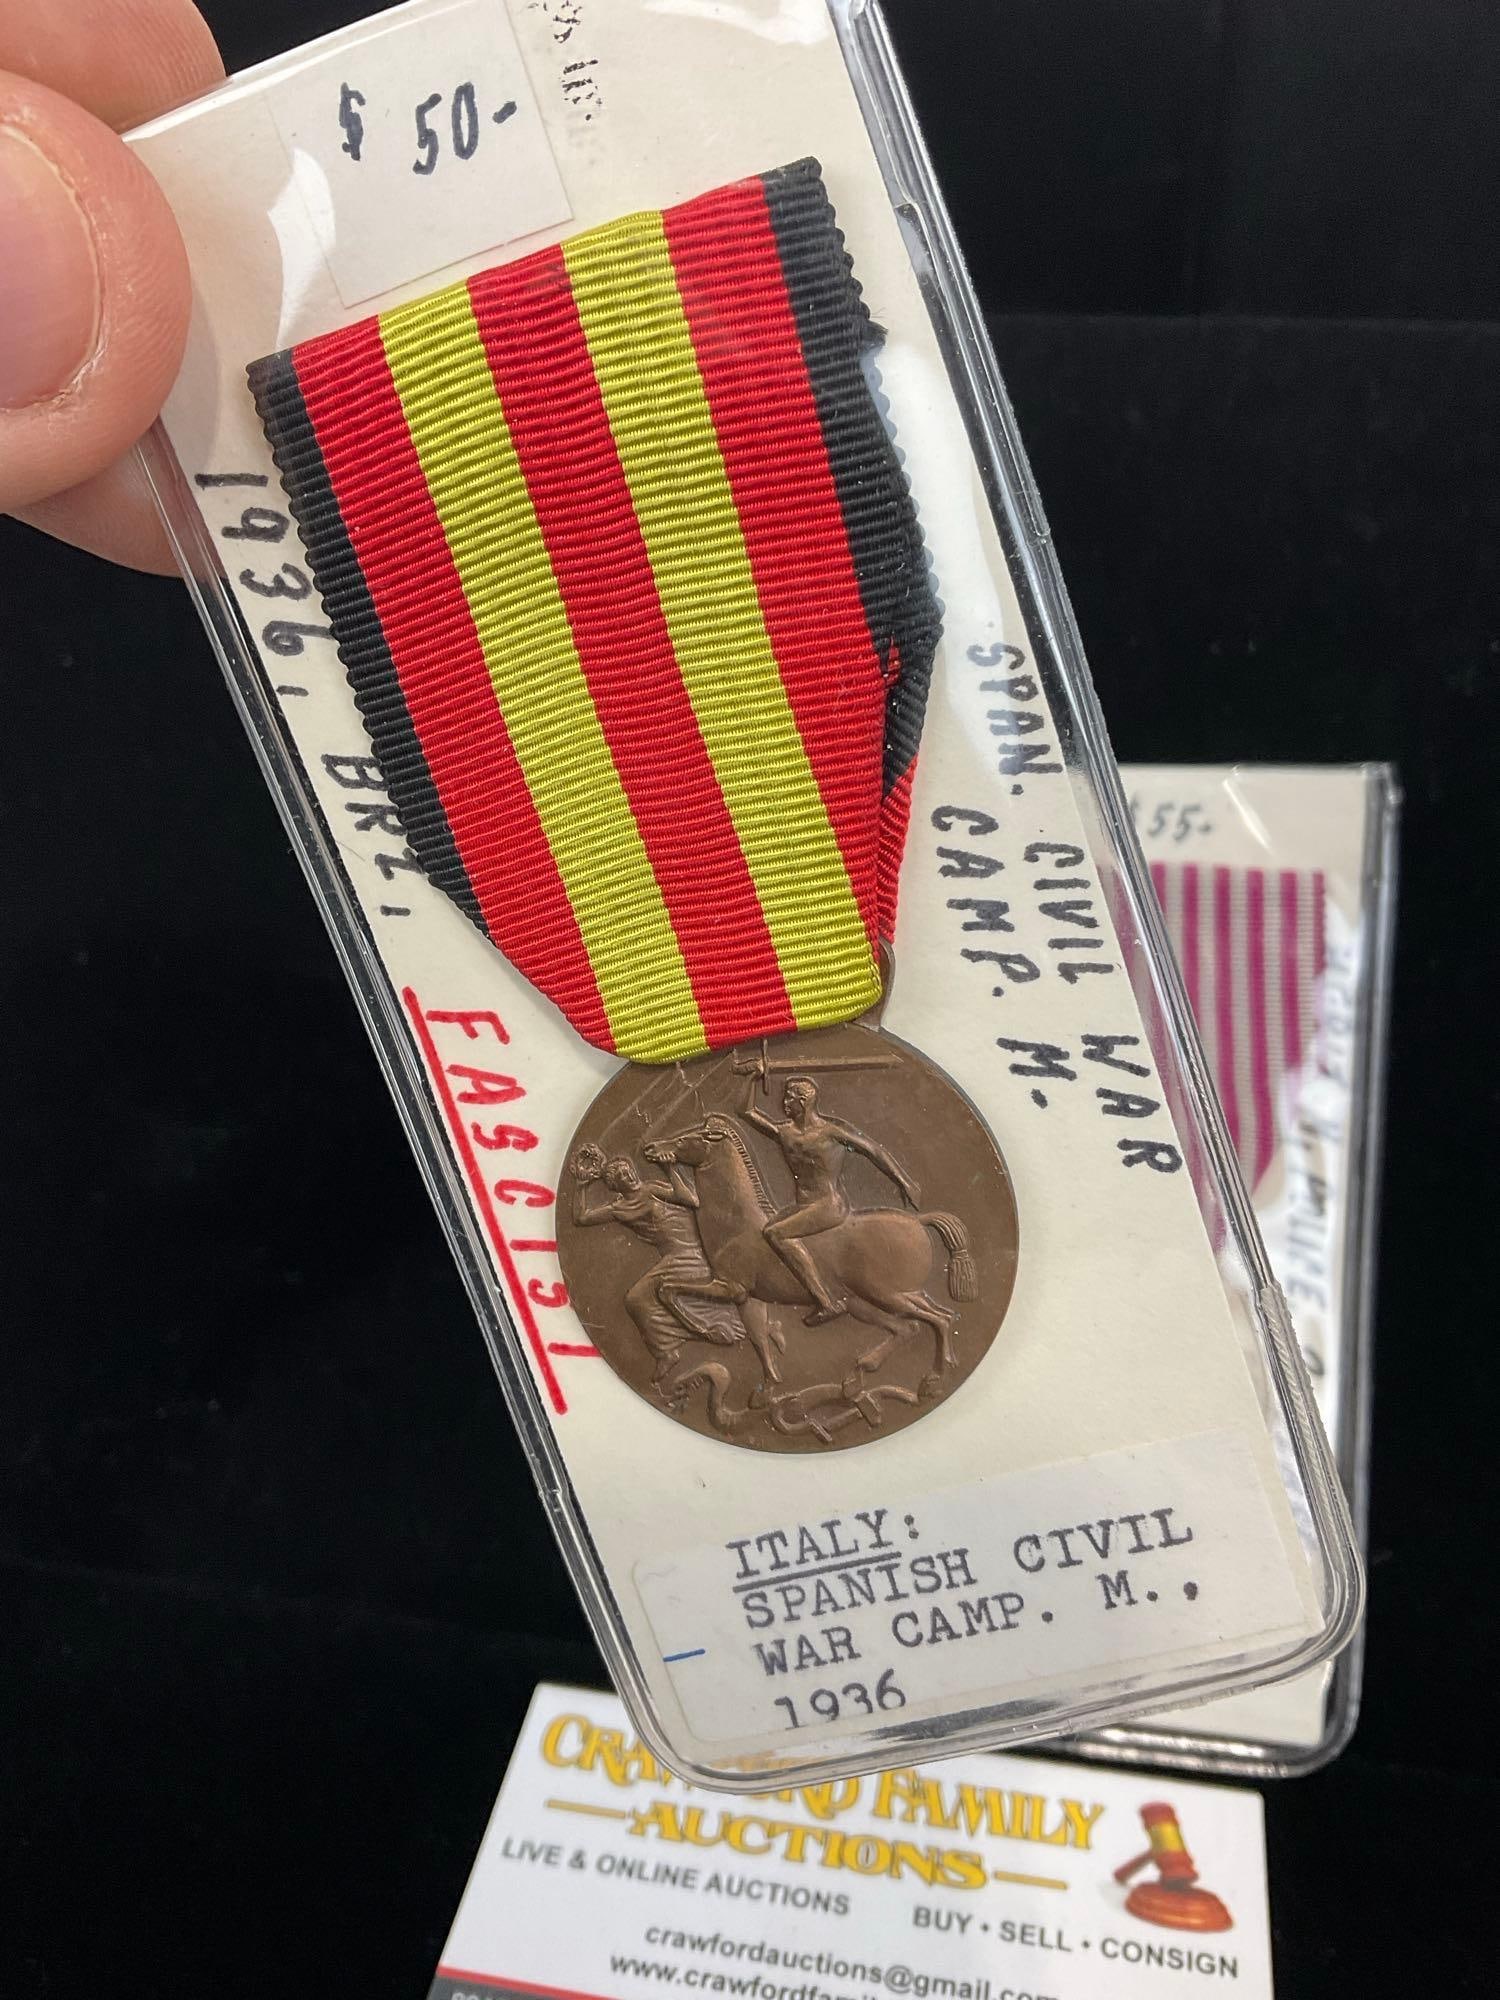 $ 50-
1936, BRZ,
FASCIST
SPAN. CIVIL WAR
CAMP. M.
$55-
ITALY:
SPANISH CIVIL
WAR CAMP. M..
1936
CRAWFORD FAMILY
AUCTIONS
LIVE & ONLINE AUCTIONS
BUY • SELL • CONSIGN
crawfordauctions@gmail.com